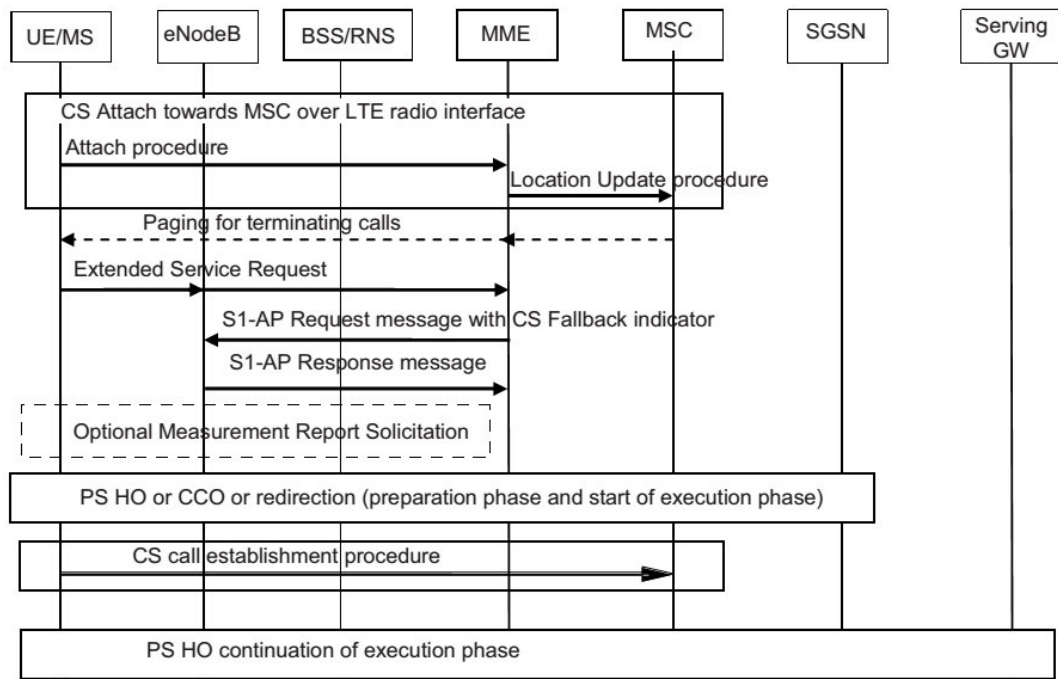 UE/MS
eNodeB
BSS/RNS
MME
MSC
SGSN
Serving
GW
CS Attach towards MSC over LTE radio interface
Attach procedure
Location Update procedure
Paging for terminating calls
Extended Service Request
S1-AP Request message with CS Fallback indicator
S1-AP Response message
Optional Measurement Report Solicitation
PS HO or CCO or redirection (preparation phase and start of execution phase)
CS call establishment procedure
PS HO continuation of execution phase